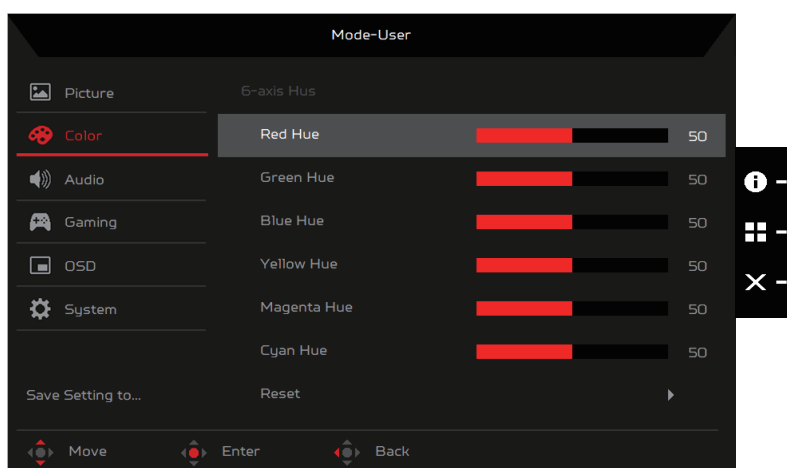 Mode-User
Picture
6-axis Hus
Color
Red Hue 50
Audio
Green Hue 50
Gaming
Blue Hue 50
OSD
Yellow Hue 50
System
Magenta Hue 50
Cyan Hue 50
Save Setting to...
Reset
Move Enter Back